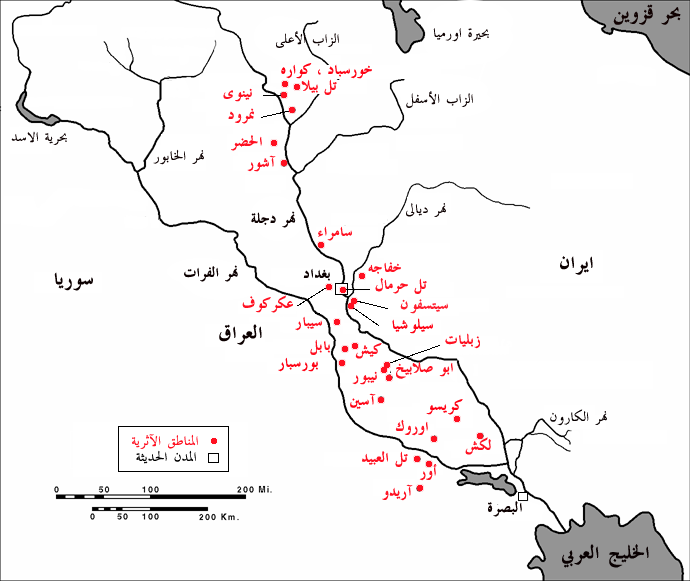 بحر قزوين
الزاب الأعلى
بحيرة اورميا
خورسباد ، كواره
تل بيلا
نينوى
الزاب الأسفل
نمرود
بحرية الاسد
الحضر
نهر الخابور
آشور
نهر ديالى
نهر دجلة
سامراء
ايران
خفاجه
بغداد
نهر الفرات
سوريا
تل حرمال
عكركوف
سيتسفون
سيلوشيا
سيبار
العراق
زبليات
كيش
بابل
بورسبار
ابو صلابيخ
نيبور
آسين
كريسو
نهر الكارون
اوروك
لكش
المناطق الآثرية
المدن الحديثة
تل العبيد
أور
آريدو
البصرة
0 50 100 200 Mi.
0 50 100 200 Km.
الخليج العربي